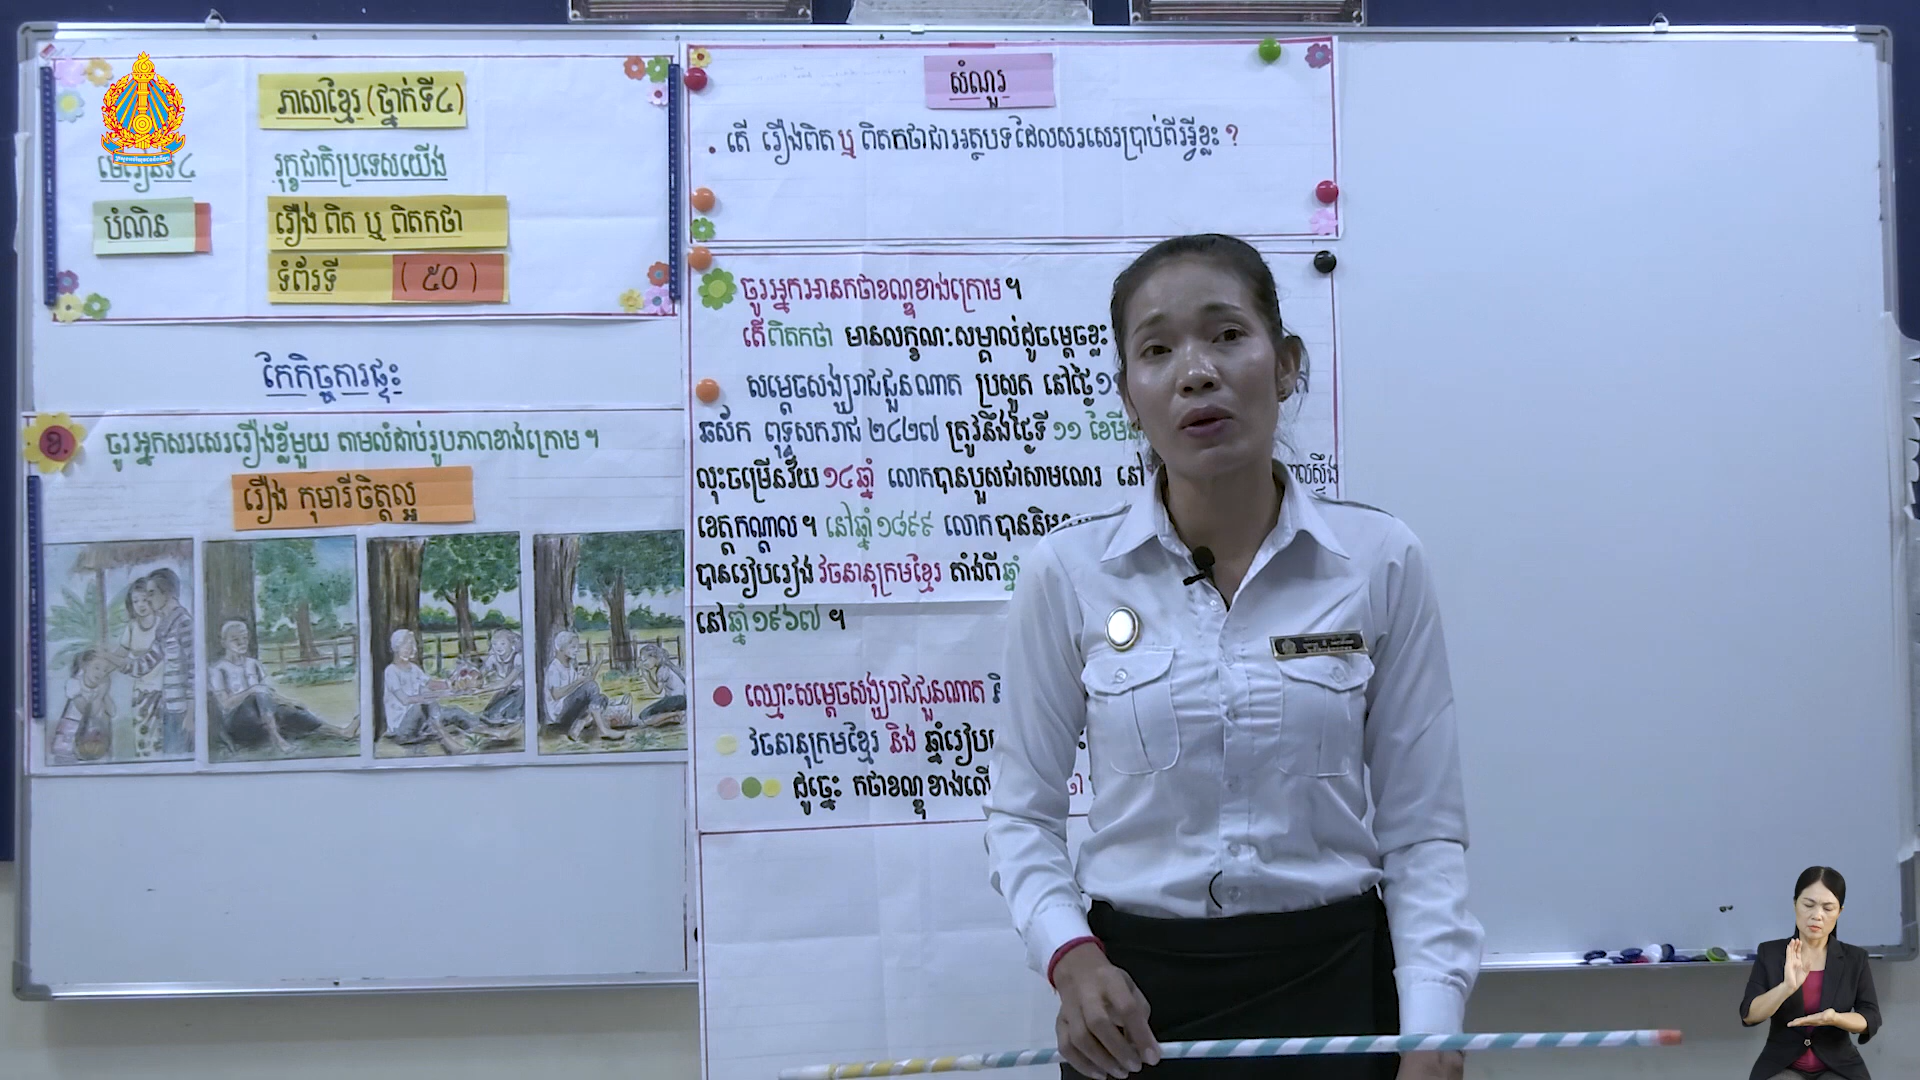 ភាសាខ្មែរ (ថ្នាក់ទី៤)
មេរៀនទី៤
រុក្ខជាតិប្រទេសយើង
បំណិន
រឿង ពិត ឬ ពិតកថា
ទំព័រទី (៥០)
កែកិច្ចការផ្ទះ
ខ. ចូរអ្នកសរសេររឿងខ្លីមួយ តាមលំដាប់រូបភាពខាងក្រោម ។
រឿង កុមារីចិត្តល្អ
សំណួរ
. តើ រឿងពិត ឬ ពិតកថាជាអត្ថបទដែលសរសេរប្រាប់ពីអ្វីខ្លះ ?
ចូរអ្នកអានកថាខណ្ឌខាងក្រោម ។
តើពិតកថា មានលក្ខណៈសម្គាល់ដូចម្ដេចខ្លះ
សម្ដេចសង្ឃរាជជួនណាត ប្រសូត នៅថ្ងៃ
ឆស័ក ពុទ្ធសករាជ ២៤២៧ ត្រូវនឹងថ្ងៃទី ១១ ខែមីនា
លុះចម្រើនវ័យ ១៤ឆ្នាំ លោកបានបួសជាសាមណេរ នៅ
ខេត្តកណ្ដាល ។ នៅឆ្នាំ ១៨៩៩ លោកបាននិមន្ត
បានរៀបរៀង វចនានុក្រមខ្មែរ តាំងពីឆ្នាំ
នៅឆ្នាំ ១៩៦៧ ។
ឈ្មោះសម្ដេចសង្ឃរាជជួនណាត
វចនានុក្រមខ្មែរ និង ឆ្នាំរៀប
ដូច្នេះ កថាខណ្ឌខាងលើ